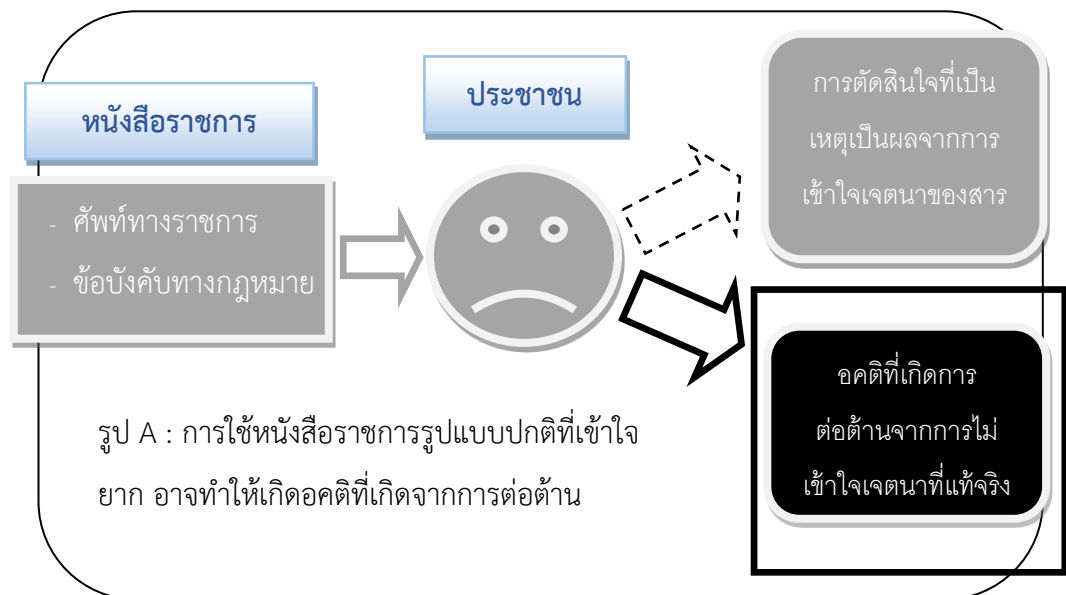 หนังสือราชการ
- ศัพท์ทางราชการ
- ข้อบังคับทางกฎหมาย
ประชาชน
การตัดสินใจที่เป็น
เหตุเป็นผลจากการ
เข้าใจเจตนาของสาร
อคติที่เกิดการ
ต่อต้านจากการไม่
เข้าใจเจตนาที่แท้จริง
รูป A : การใช้หนังสือราชการรูปแบบปกติที่เข้าใจ
ยาก อาจทำให้เกิดอคติที่เกิดจากการต่อต้าน